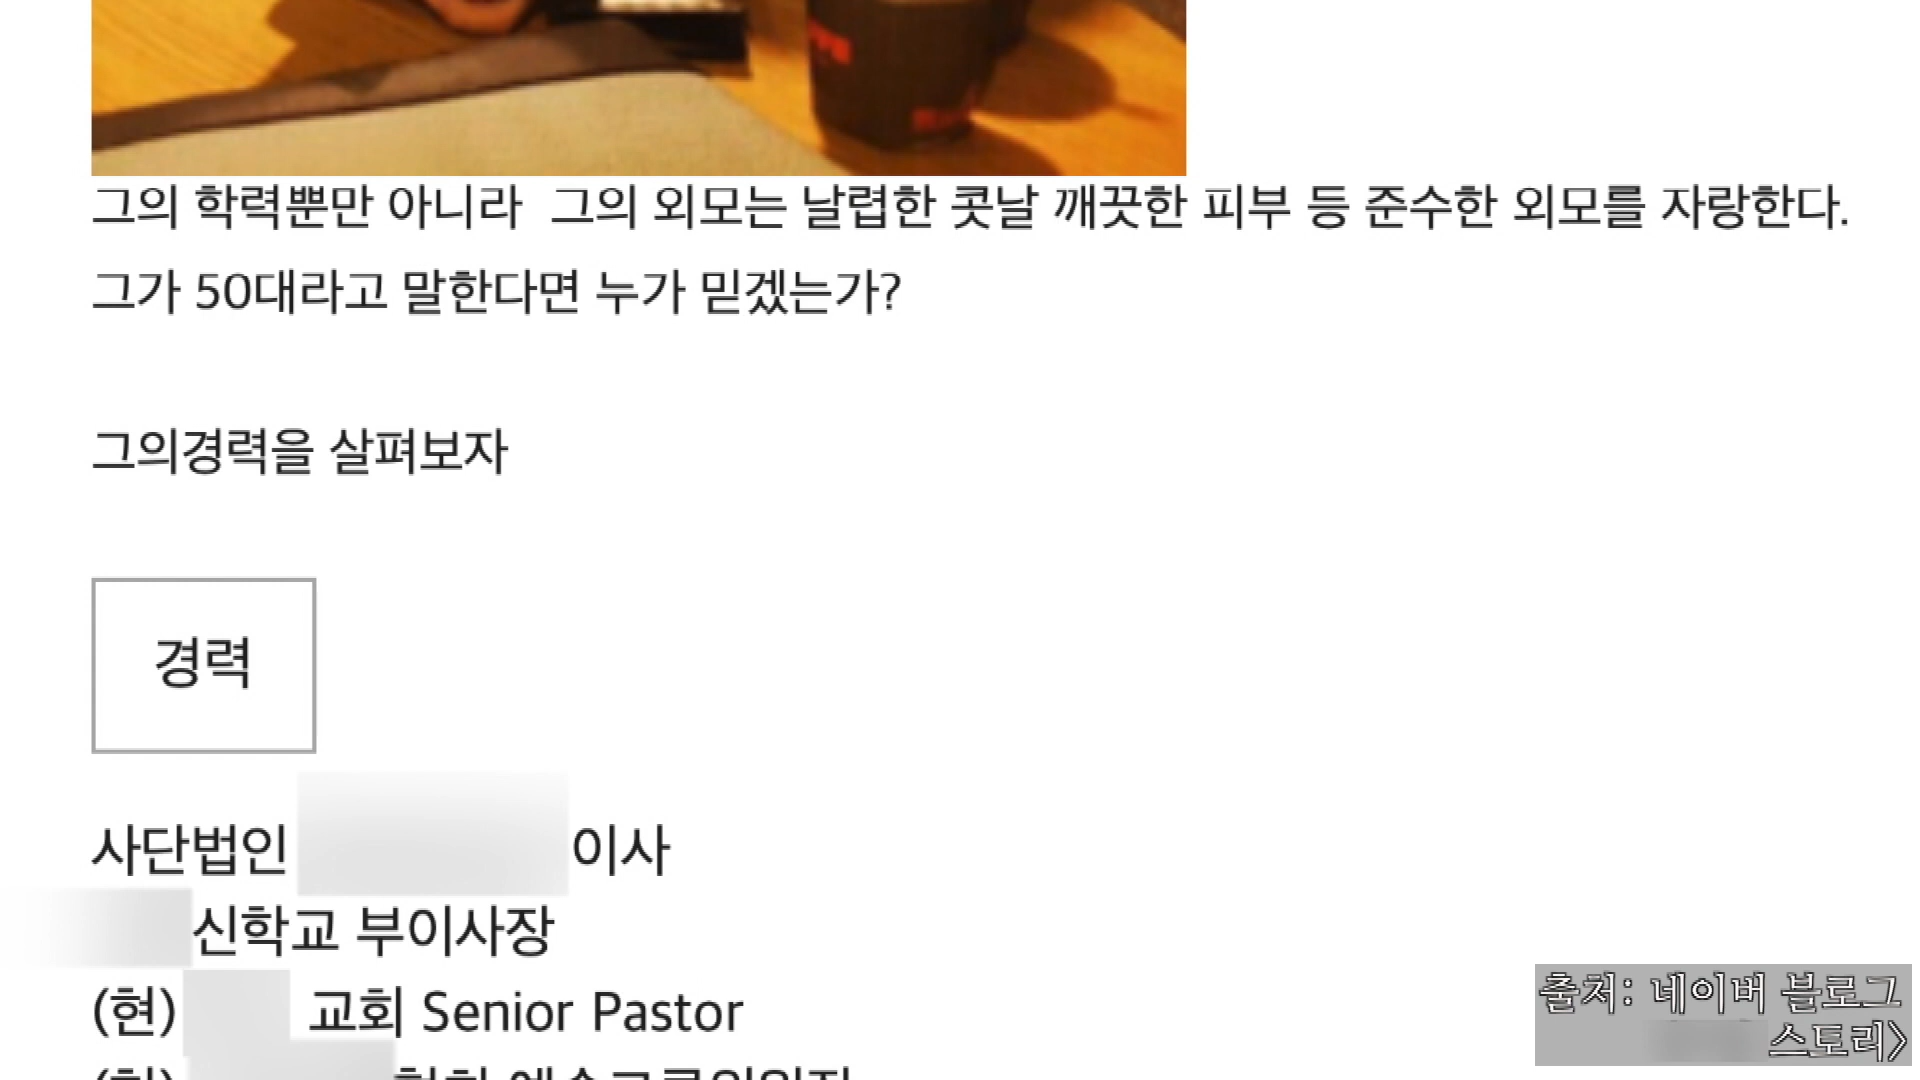 그의 학력뿐만 아니라 그의 외모는 날렵한 콧날 깨끗한 피부 등 준수한 외모를 자랑한다.
그가 50대라고 말한다면 누가 믿겠는가?
그의경력을 살펴보자
경력
사단법인 이사
신학교 부이사장
(현) 교회 Senior Pastor
출처: 네이버 블로그
스토리>